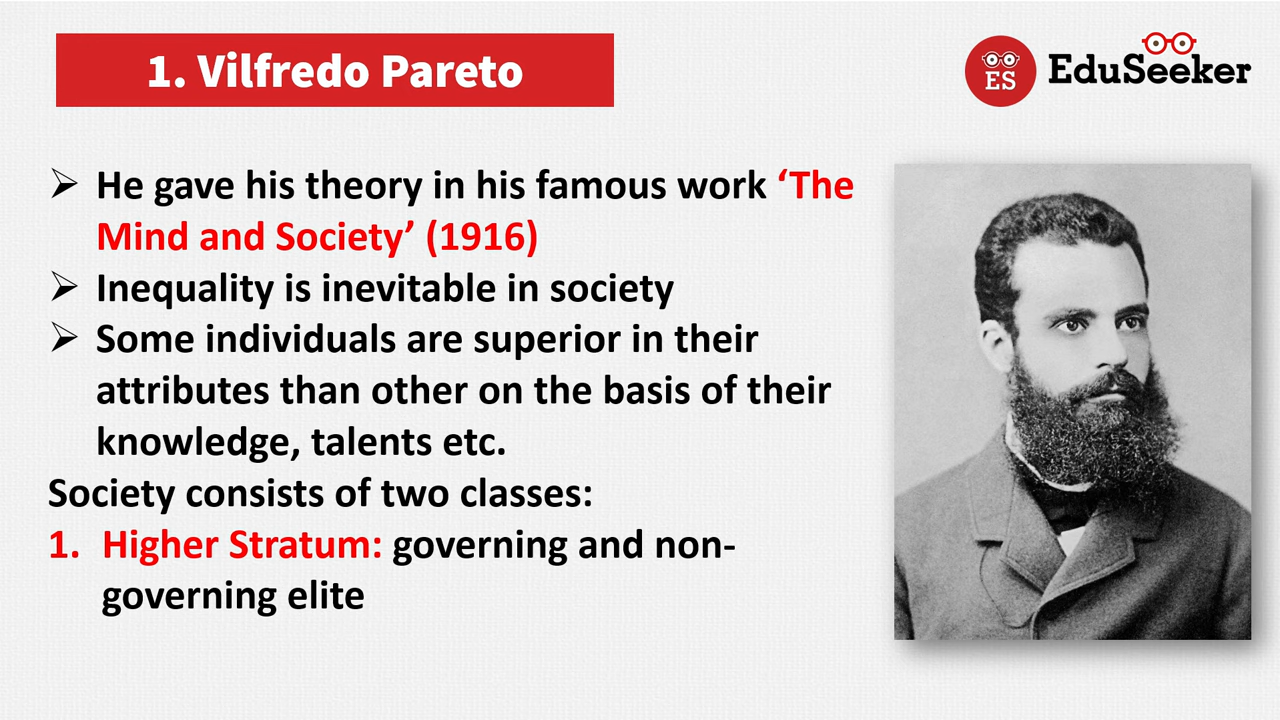 1. Vilfredo Pareto
ES EduSeeker
➢ He gave his theory in his famous work ‘The
Mind and Society’ (1916)
➢ Inequality is inevitable in society
➢ Some individuals are superior in their
attributes than other on the basis of their
knowledge, talents etc.
Society consists of two classes:
1. Higher Stratum: governing and non-
governing elite